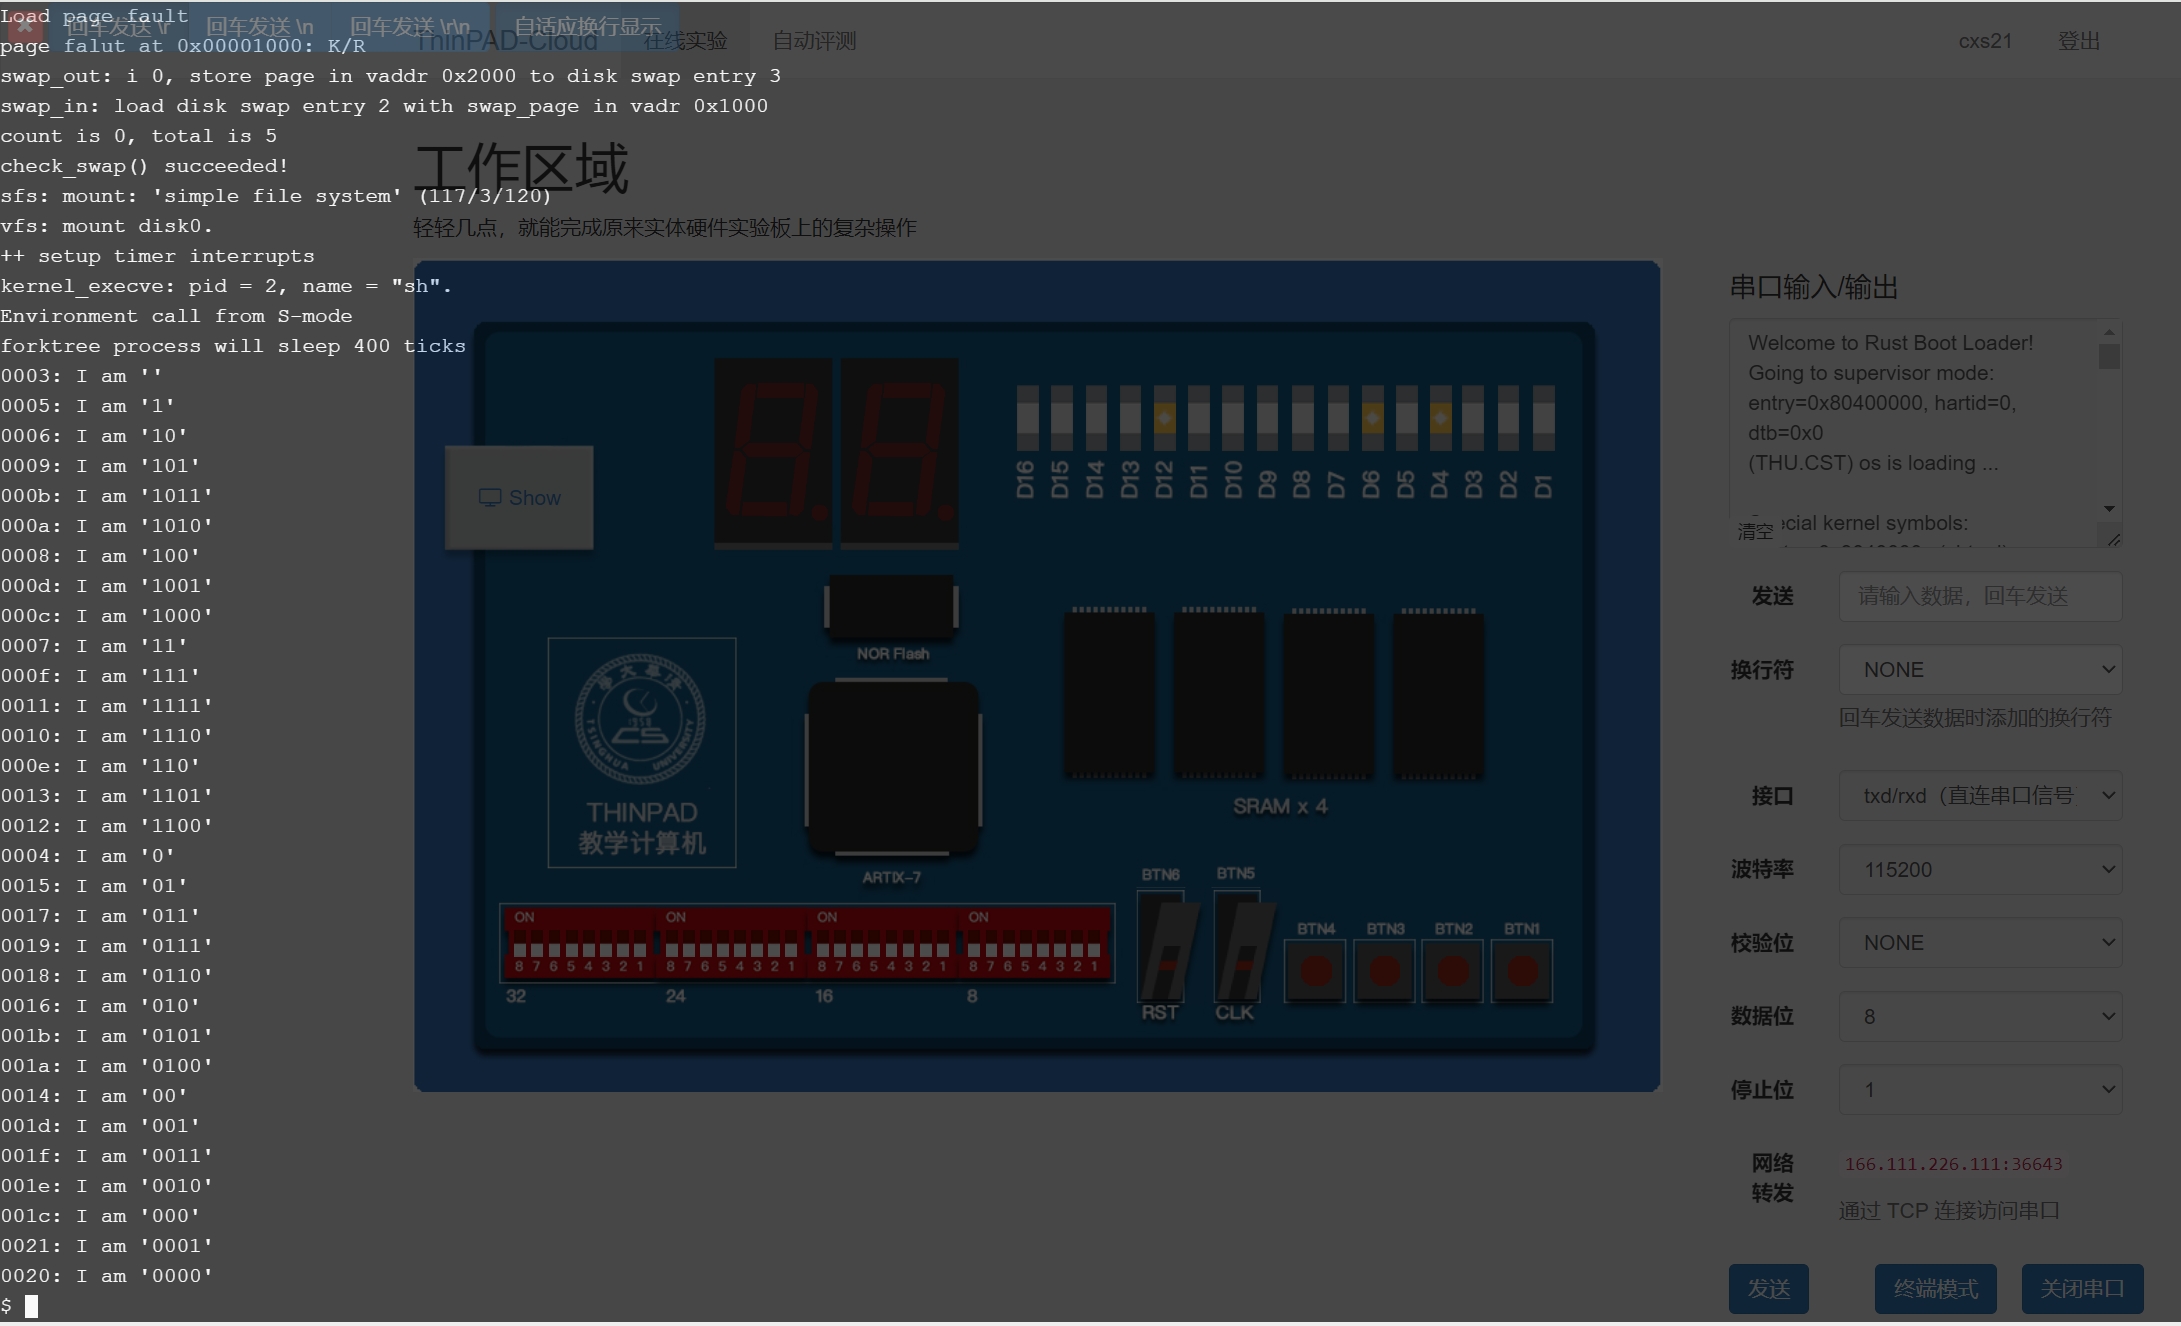 Load page fault
回车发送 \r 回车发送 \n 回车发送 \r\n 自适应换行显示
ThinPAD-Cloud 在线实验 自动评测 cxs21 登出
page falut at 0x00001000: K/R
swap_out: i 0, store page in vaddr 0x2000 to disk swap entry 3
swap_in: load disk swap entry 2 with swap_page in vadr 0x1000
count is 0, total is 5
check_swap() succeeded!
sfs: mount: 'simple file system' (117/3/120)
vfs: mount disk0.
++ setup timer interrupts
kernel_execve: pid = 2, name = "sh".
Environment call from S-mode
forktree process will sleep 400 ticks
0003: I am ''
0005: I am '1'
0006: I am '10'
0009: I am '101'
000b: I am '1011'
000a: I am '1010'
0008: I am '100'
000d: I am '1001'
000c: I am '1000'
0007: I am '11'
000f: I am '111'
0011: I am '1111'
0010: I am '1110'
000e: I am '110'
0013: I am '1101'
0012: I am '1100'
0004: I am '0'
0015: I am '01'
0017: I am '011'
0019: I am '0111'
0018: I am '0110'
0016: I am '010'
001b: I am '0101'
001a: I am '0100'
0014: I am '00'
001d: I am '001'
001f: I am '0011'
001e: I am '0010'
001c: I am '000'
0021: I am '0001'
0020: I am '0000'
$
工作区域
轻轻几点，就能完成原来实体硬件实验板上的复杂操作
Show
D16 D15 D14 D13 D12 D11 D10 D9 D8 D7 D6 D5 D4 D3 D2 D1
NOR Flash
TSINGHUA UNIVERSITY
1958
THINPAD
教学计算机
ARTIX-7
SRAM x 4
BTN6 BTN5
BTN4 BTN3 BTN2 BTN1
ON ON ON ON
8 7 6 5 4 3 2 1 8 7 6 5 4 3 2 1 8 7 6 5 4 3 2 1 8 7 6 5 4 3 2 1
32 24 16 8
RST CLK
串口输入/输出
Welcome to Rust Boot Loader!
Going to supervisor mode:
entry=0x80400000, hartid=0,
dtb=0x0
(THU.CST) os is loading ...
ecial kernel symbols:
清空
发送 请输入数据，回车发送
换行符 NONE
回车发送数据时添加的换行符
接口 txd/rxd（直连串口信号
波特率 115200
校验位 NONE
数据位 8
停止位 1
网络
转发
166.111.226.111:36643
通过 TCP 连接访问串口
发送 终端模式 关闭串口